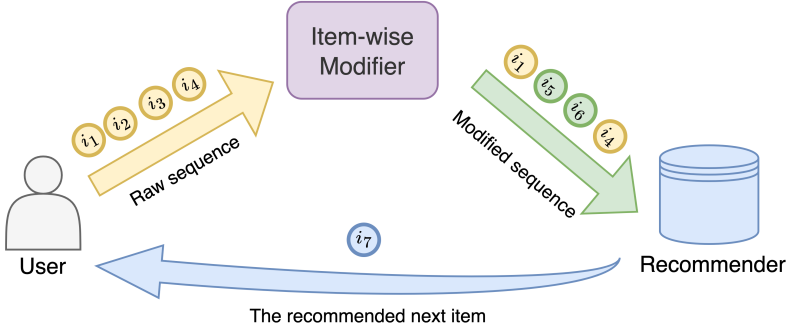 Item-wise
Modifier
i1 i2 i3 i4
Raw sequence
i1 i5 i6 i4
Modified sequence
User
i7
Recommender
The recommended next item